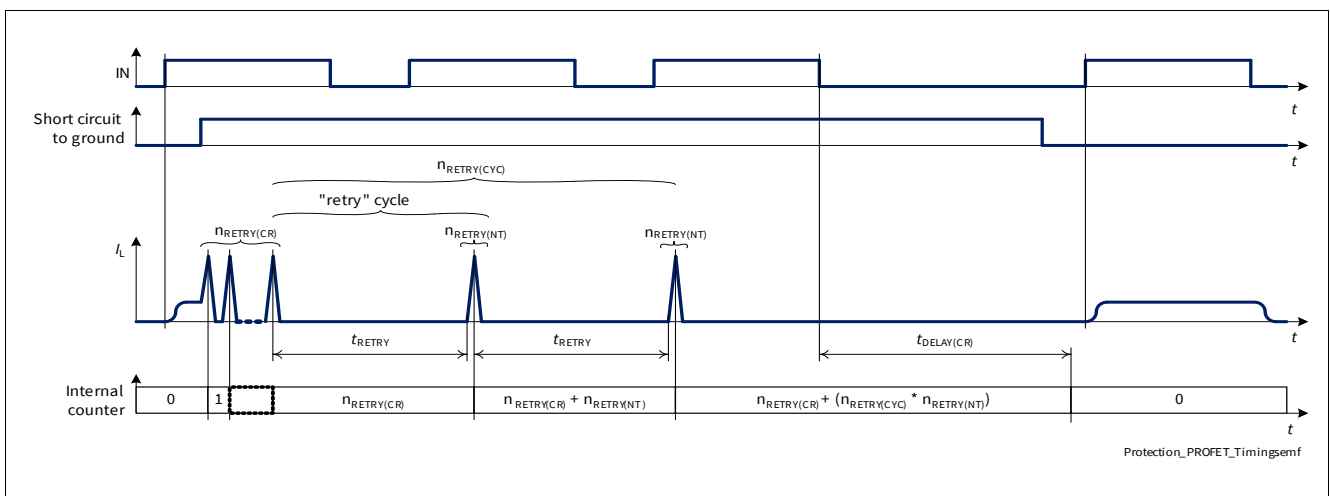 IN
t
Short circuit
to ground
t
nRETRY(CYC)
"retry" cycle
nRETRY(CR)
nRETRY(NT)
nRETRY(NT)
IL
t
tRETRY
tRETRY
tDELAY(CR)
Internal
counter
0
1
nRETRY(CR)
nRETRY(CR) + nRETRY(NT)
nRETRY(CR) + (nRETRY(CYC) * nRETRY(NT))
0
t
Protection_PROFET_Timingsemf